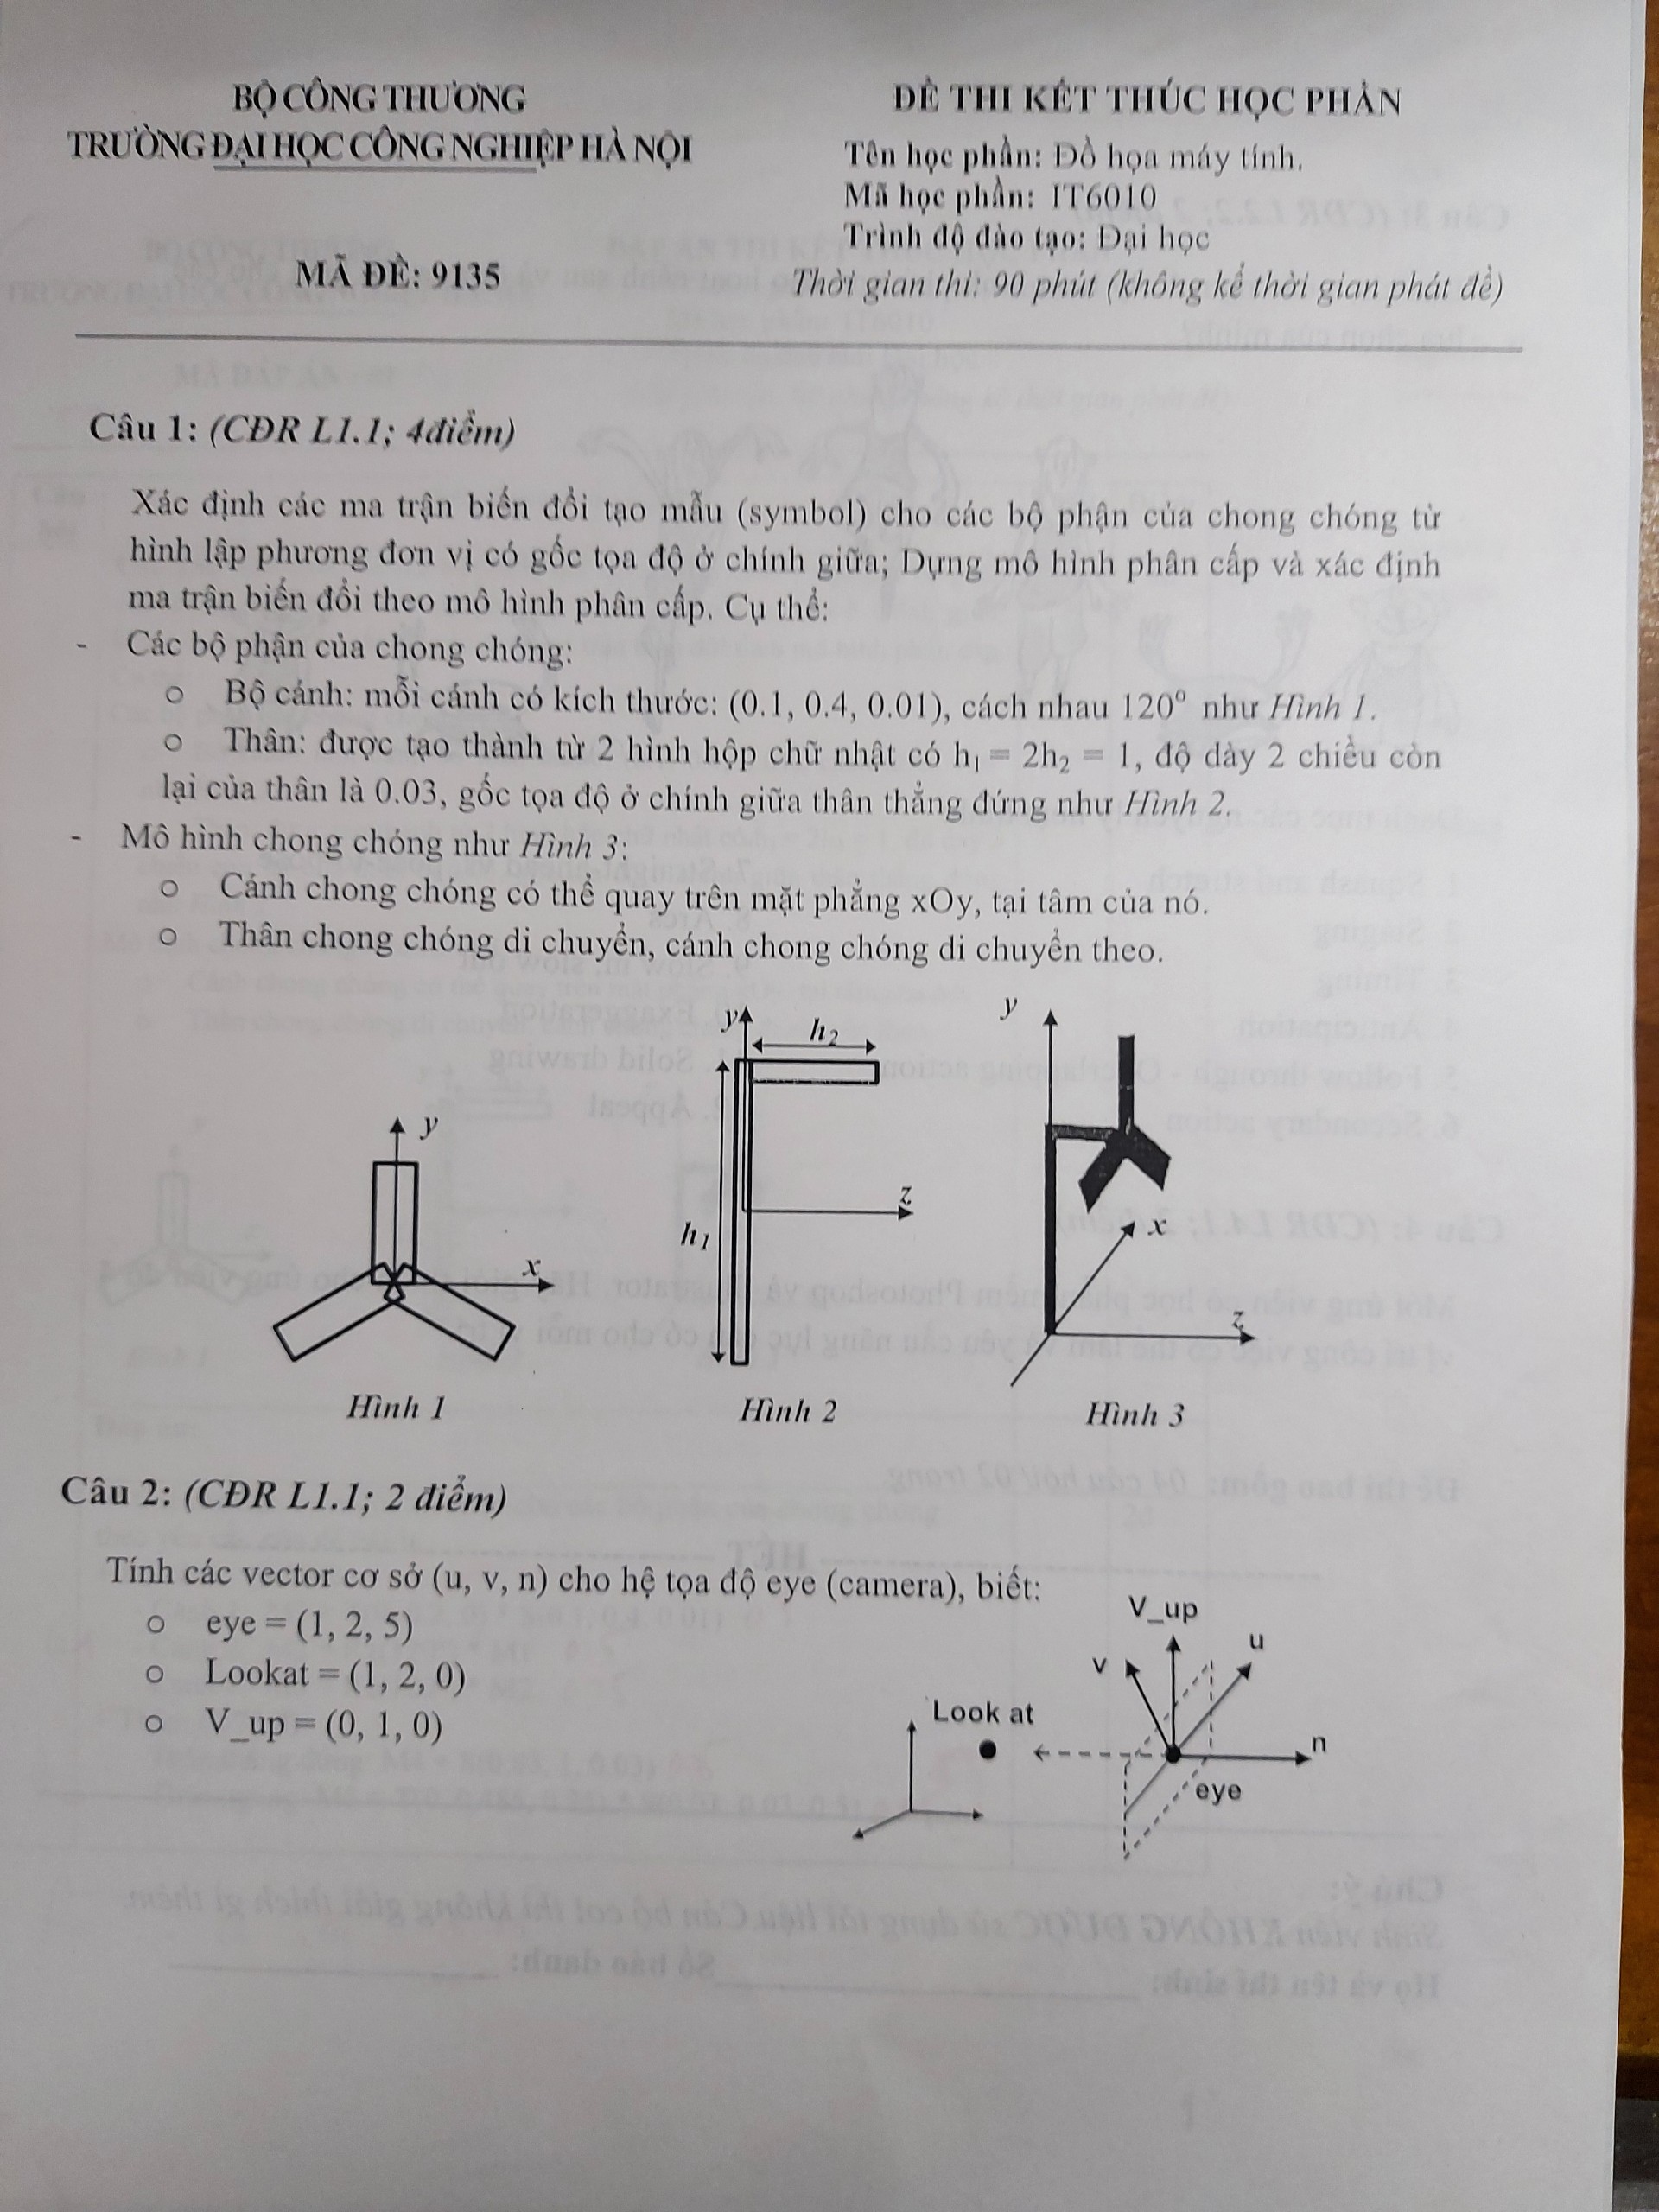 BỘ CÔNG THƯƠNG
TRƯỜNG ĐẠI HỌC CÔNG NGHIỆP HÀ NỘI
MÃ ĐỀ: 9135
ĐỀ THI KẾT THÚC HỌC PHẦN
Tên học phần: Đồ họa máy tính.
Mã học phần: IT6010
Trình độ đào tạo: Đại học
Thời gian thi: 90 phút (không kể thời gian phát đề)
Câu 1: (CĐR L1.1; 4điểm)
Xác định các ma trận biến đổi tạo mẫu (symbol) cho các bộ phận của chong chóng từ
hình lập phương đơn vị có gốc tọa độ ở chính giữa; Dựng mô hình phân cấp và xác định
ma trận biến đổi theo mô hình phân cấp. Cụ thể:
- Các bộ phận của chong chóng:
o Bộ cánh: mỗi cánh có kích thước: (0.1, 0.4, 0.01), cách nhau 120° như Hình 1.
o Thân: được tạo thành từ 2 hình hộp chữ nhật có h₁ = 2h₂ = 1, độ dày 2 chiều còn
lại của thân là 0.03, gốc tọa độ ở chính giữa thân thẳng đứng như Hình 2.
- Mô hình chong chóng như Hình 3:
o Cánh chong chóng có thể quay trên mặt phẳng xOy, tại tâm của nó.
o Thân chong chóng di chuyển, cánh chong chóng di chuyển theo.
y
x
Hình 1
y
h₂
z
h₁
Hình 2
y
x
z
Hình 3
Câu 2: (CĐR L1.1; 2 điểm)
Tính các vector cơ sở (u, v, n) cho hệ tọa độ eye (camera), biết:
o eye = (1, 2, 5)
o Lookat = (1, 2, 0)
o V_up = (0, 1, 0)
V_up
u
v
Look at
n
eye